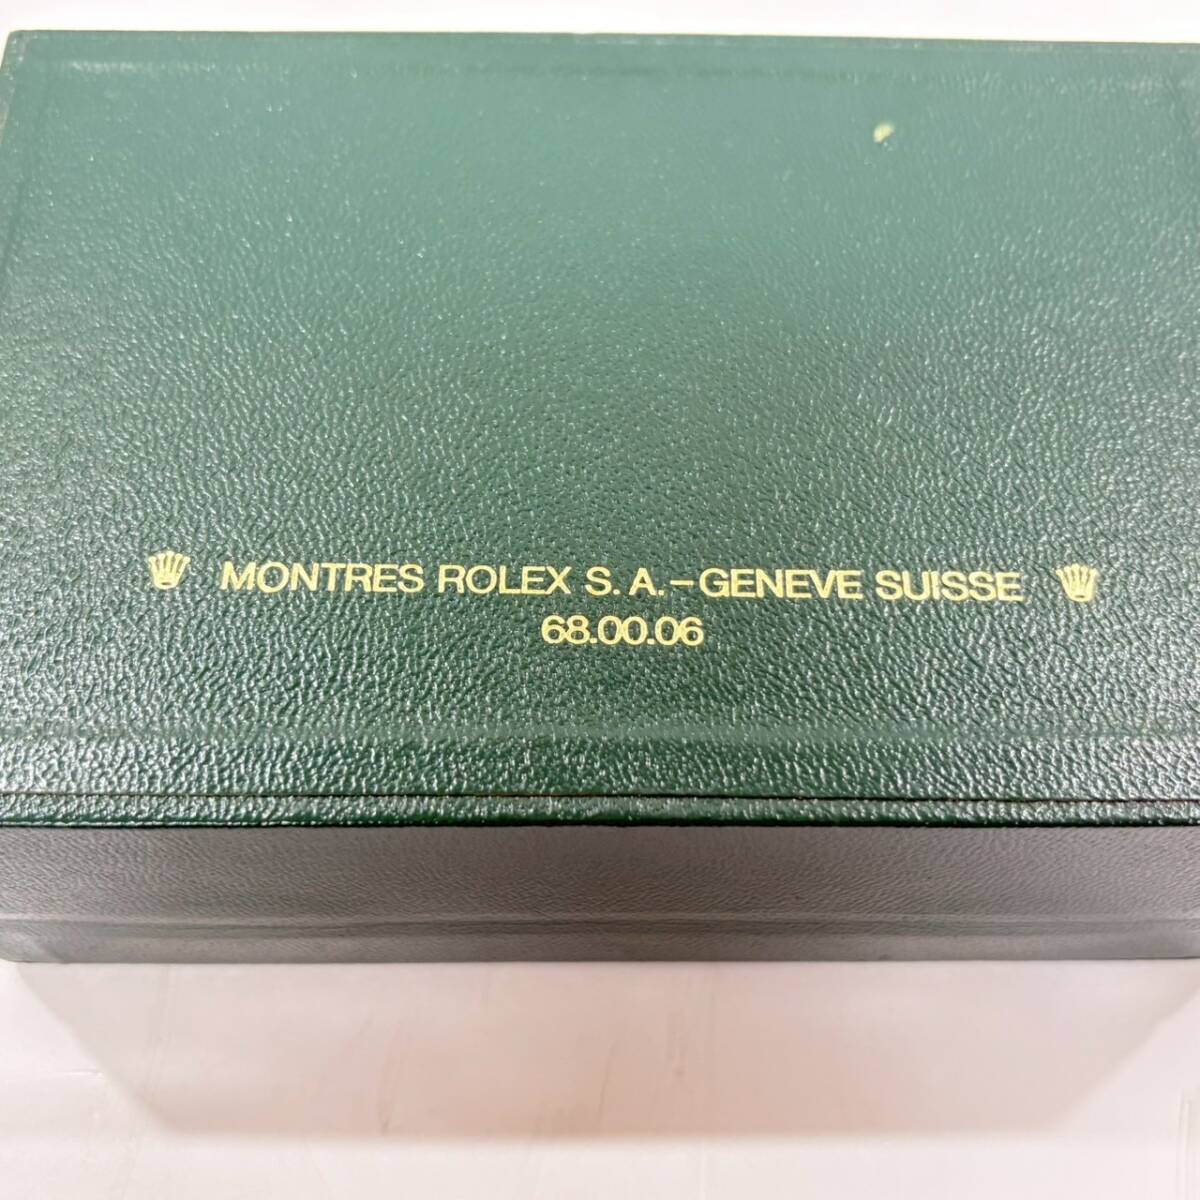 MONTRES ROLEX S.A.-GENEVE SUISSE
68.00.06